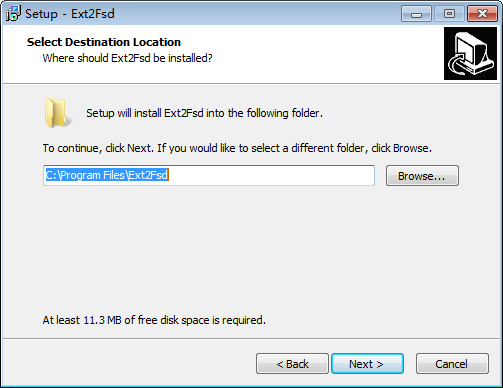 Setup - Ext2Fsd
Select Destination Location
Where should Ext2Fsd be installed?
Setup will install Ext2Fsd into the following folder.
To continue, click Next. If you would like to select a different folder, click Browse.
C:\Program Files\Ext2Fsd
Browse...
At least 11.3 MB of free disk space is required.
< Back
Next >
Cancel